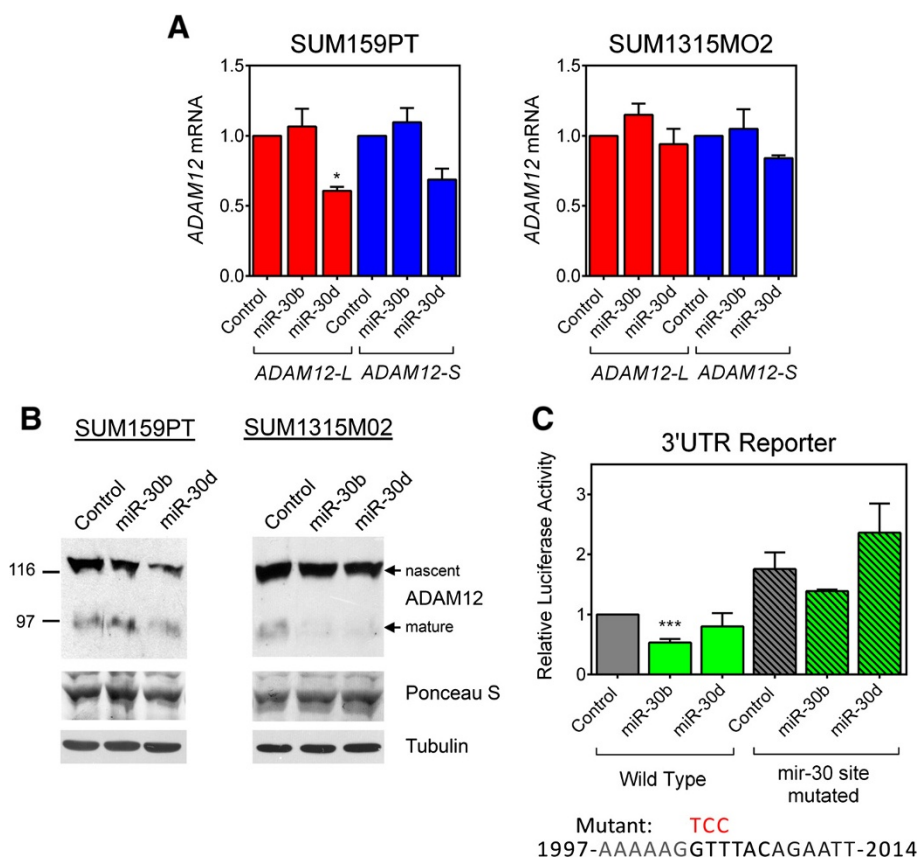 A
SUM159PT
SUM1315MO2
ADAM12 mRNA
1.5
1.0
0.5
0.0
Control
miR-30b
miR-30d
Control
miR-30b
miR-30d
*
ADAM12-L
ADAM12-S
ADAM12 mRNA
1.5
1.0
0.5
0.0
Control
miR-30b
miR-30d
Control
miR-30b
miR-30d
ADAM12-L
ADAM12-S
B
SUM159PT
SUM1315M02
Control
miR-30b
miR-30d
Control
miR-30b
miR-30d
116
97
nascent
ADAM12
mature
Ponceau S
Tubulin
C
3'UTR Reporter
Relative Luciferase Activity
3
2
1
0
***
Control
miR-30b
miR-30d
Control
miR-30b
miR-30d
Wild Type
mir-30 site
mutated
Mutant: TCC
1997-AAAAAGGTTTACAGAATT-2014